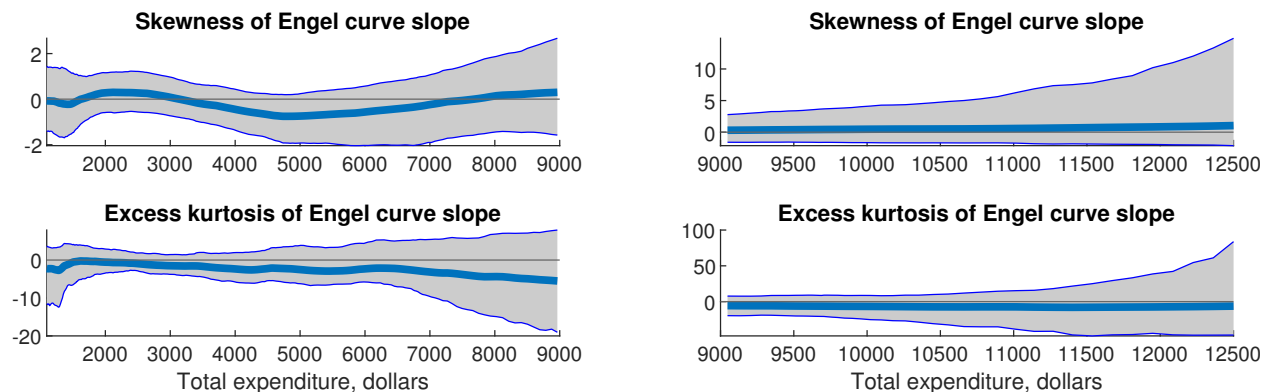 Skewness of Engel curve slope
2
0
-2
2000 3000 4000 5000 6000 7000 8000 9000
Skewness of Engel curve slope
10
5
0
9000 9500 10000 10500 11000 11500 12000 12500
Excess kurtosis of Engel curve slope
0
-10
-20
2000 3000 4000 5000 6000 7000 8000 9000
Total expenditure, dollars
Excess kurtosis of Engel curve slope
100
50
0
9000 9500 10000 10500 11000 11500 12000 12500
Total expenditure, dollars